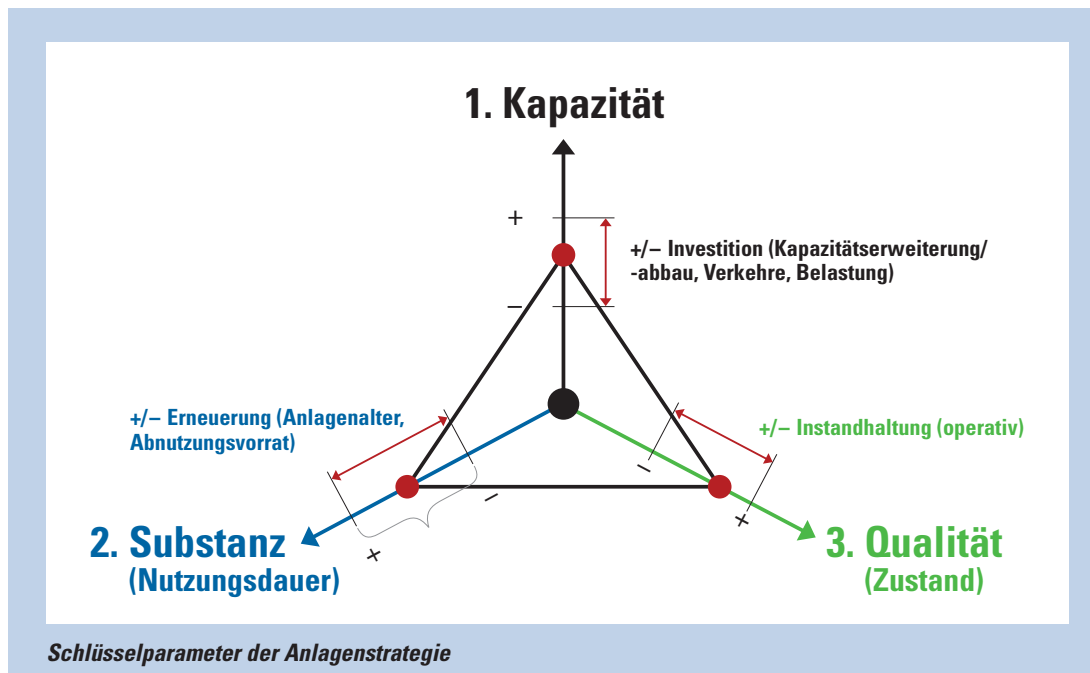 1. Kapazität
+
+/– Investition (Kapazitätserweiterung/
-abbau, Verkehre, Belastung)
–
+/– Erneuerung (Anlagenalter,
Abnutzungsvorrat)
+/– Instandhaltung (operativ)
–
–
+
+
2. Substanz
(Nutzungsdauer)
3. Qualität
(Zustand)
Schlüsselparameter der Anlagenstrategie